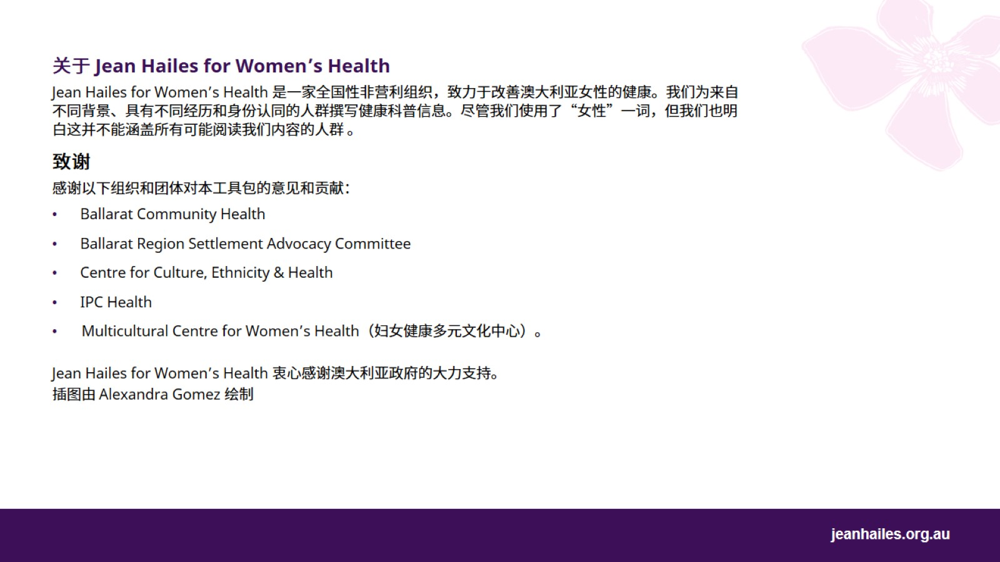 关于 Jean Hailes for Women’s Health
Jean Hailes for Women’s Health 是一家全国性非营利组织，致力于改善澳大利亚女性的健康。我们为来自
不同背景、具有不同经历和身份认同的人群撰写健康科普信息。尽管我们使用了“女性”一词，但我们也明
白这并不能涵盖所有可能阅读我们内容的人群 。
致谢
感谢以下组织和团体对本工具包的意见和贡献：
• Ballarat Community Health
• Ballarat Region Settlement Advocacy Committee
• Centre for Culture, Ethnicity & Health
• IPC Health
• Multicultural Centre for Women’s Health（妇女健康多元文化中心）。
Jean Hailes for Women’s Health 衷心感谢澳大利亚政府的大力支持。
插图由 Alexandra Gomez 绘制
jeanhailes.org.au